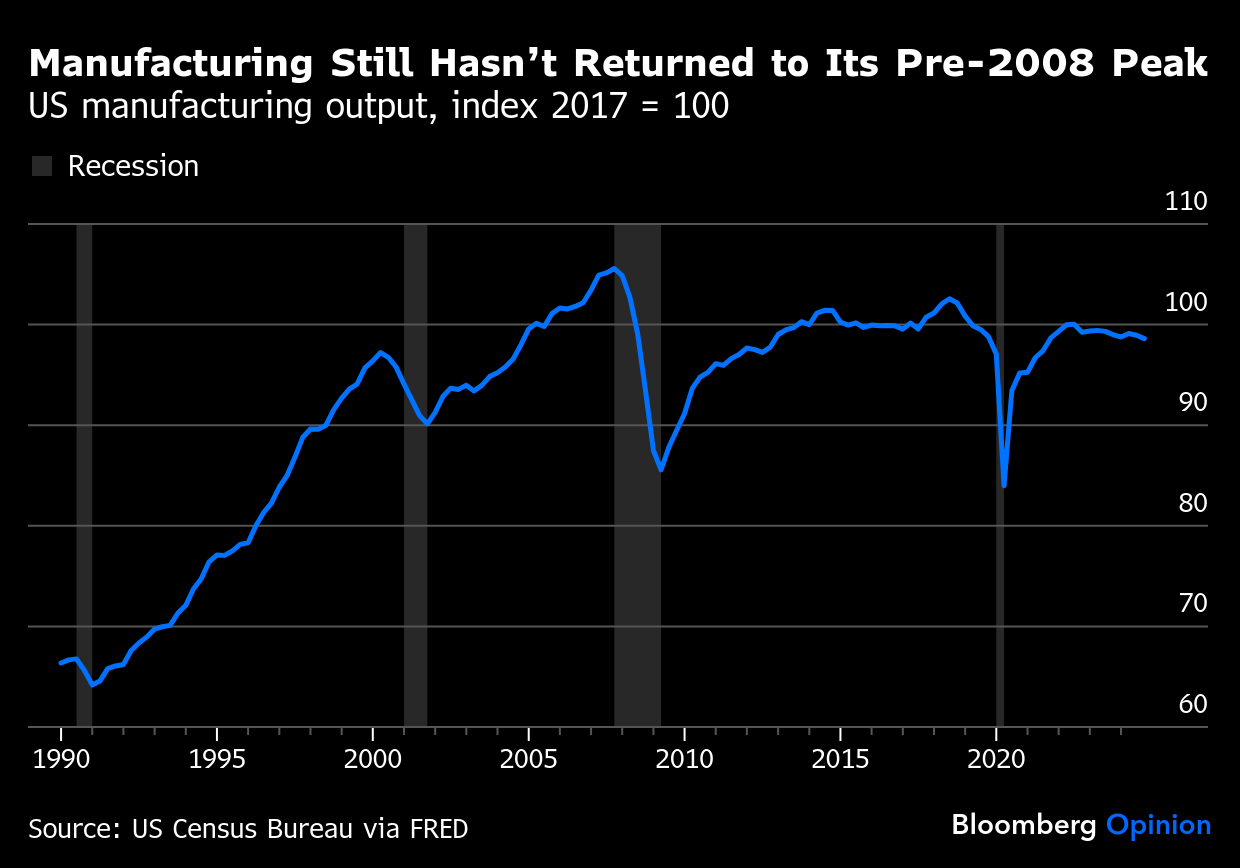 Manufacturing Still Hasn’t Returned to Its Pre-2008 Peak
US manufacturing output, index 2017 = 100
Recession
110
100
90
80
70
60
1990 1995 2000 2005 2010 2015 2020
Source: US Census Bureau via FRED
Bloomberg Opinion